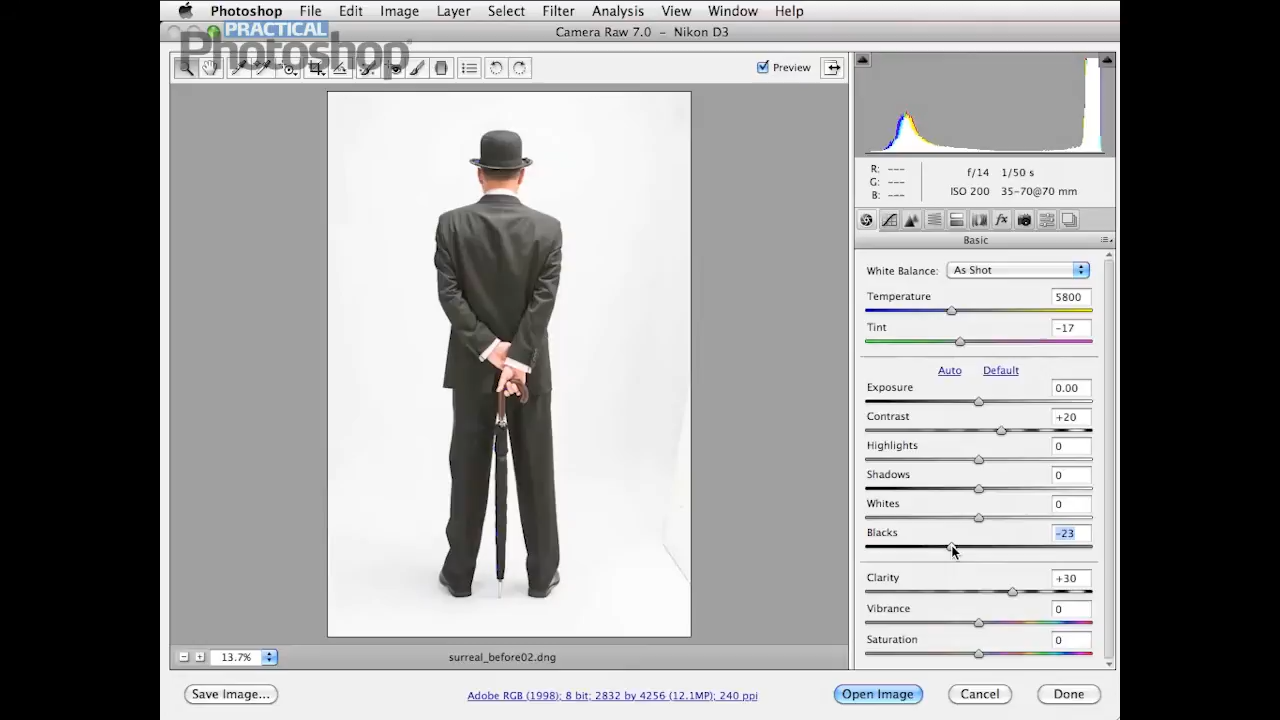 Photoshop File Edit Image Layer Select Filter Analysis View Window Help
PRACTICAL
Photoshop
Camera Raw 7.0 – Nikon D3
Preview
R: ---
G: ---
B: ---
f/14 1/50 s
ISO 200 35-70@70 mm
fx
Basic
White Balance: As Shot
Temperature 5800
Tint -17
Auto Default
Exposure 0.00
Contrast +20
Highlights 0
Shadows 0
Whites 0
Blacks -23
Clarity +30
Vibrance 0
Saturation 0
13.7% surreal_before02.dng
Save Image... Adobe RGB (1998); 8 bit; 2832 by 4256 (12.1MP); 240 ppi Open Image Cancel Done